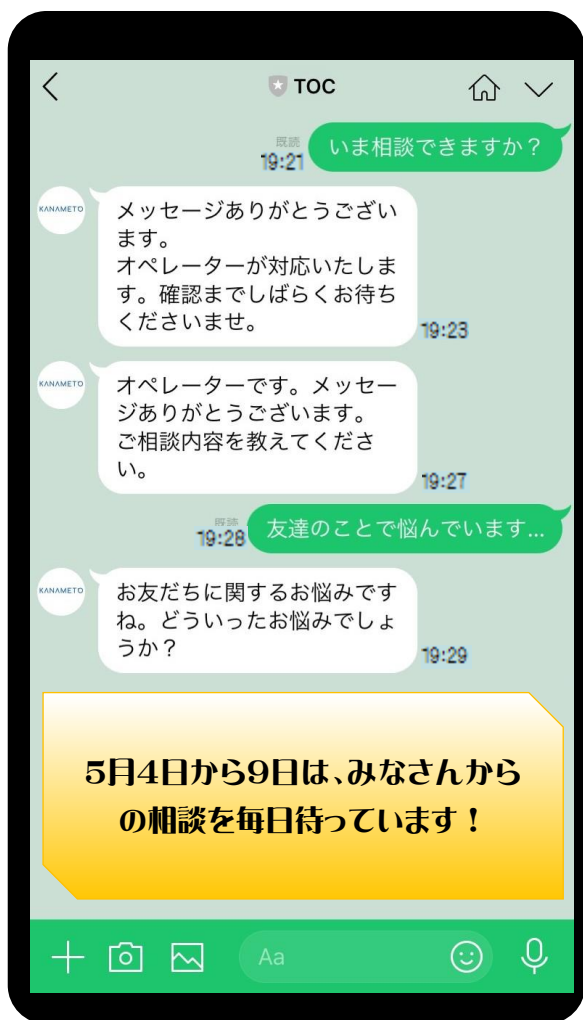 TOC
既読
19:21
いま相談できますか？
KANAMETO
メッセージありがとうござい
ます。
オペレーターが対応いたしま
す。確認までしばらくお待ち
くださいませ。
19:23
KANAMETO
オペレーターです。メッセー
ジありがとうございます。
ご相談内容を教えてくださ
い。
19:27
既読
19:28
友達のことで悩んでいます...
KANAMETO
お友だちに関するお悩みです
ね。どういったお悩みでしょ
うか？
19:29
5月4日から9日は、みなさんから
の相談を毎日待っています！
Aa